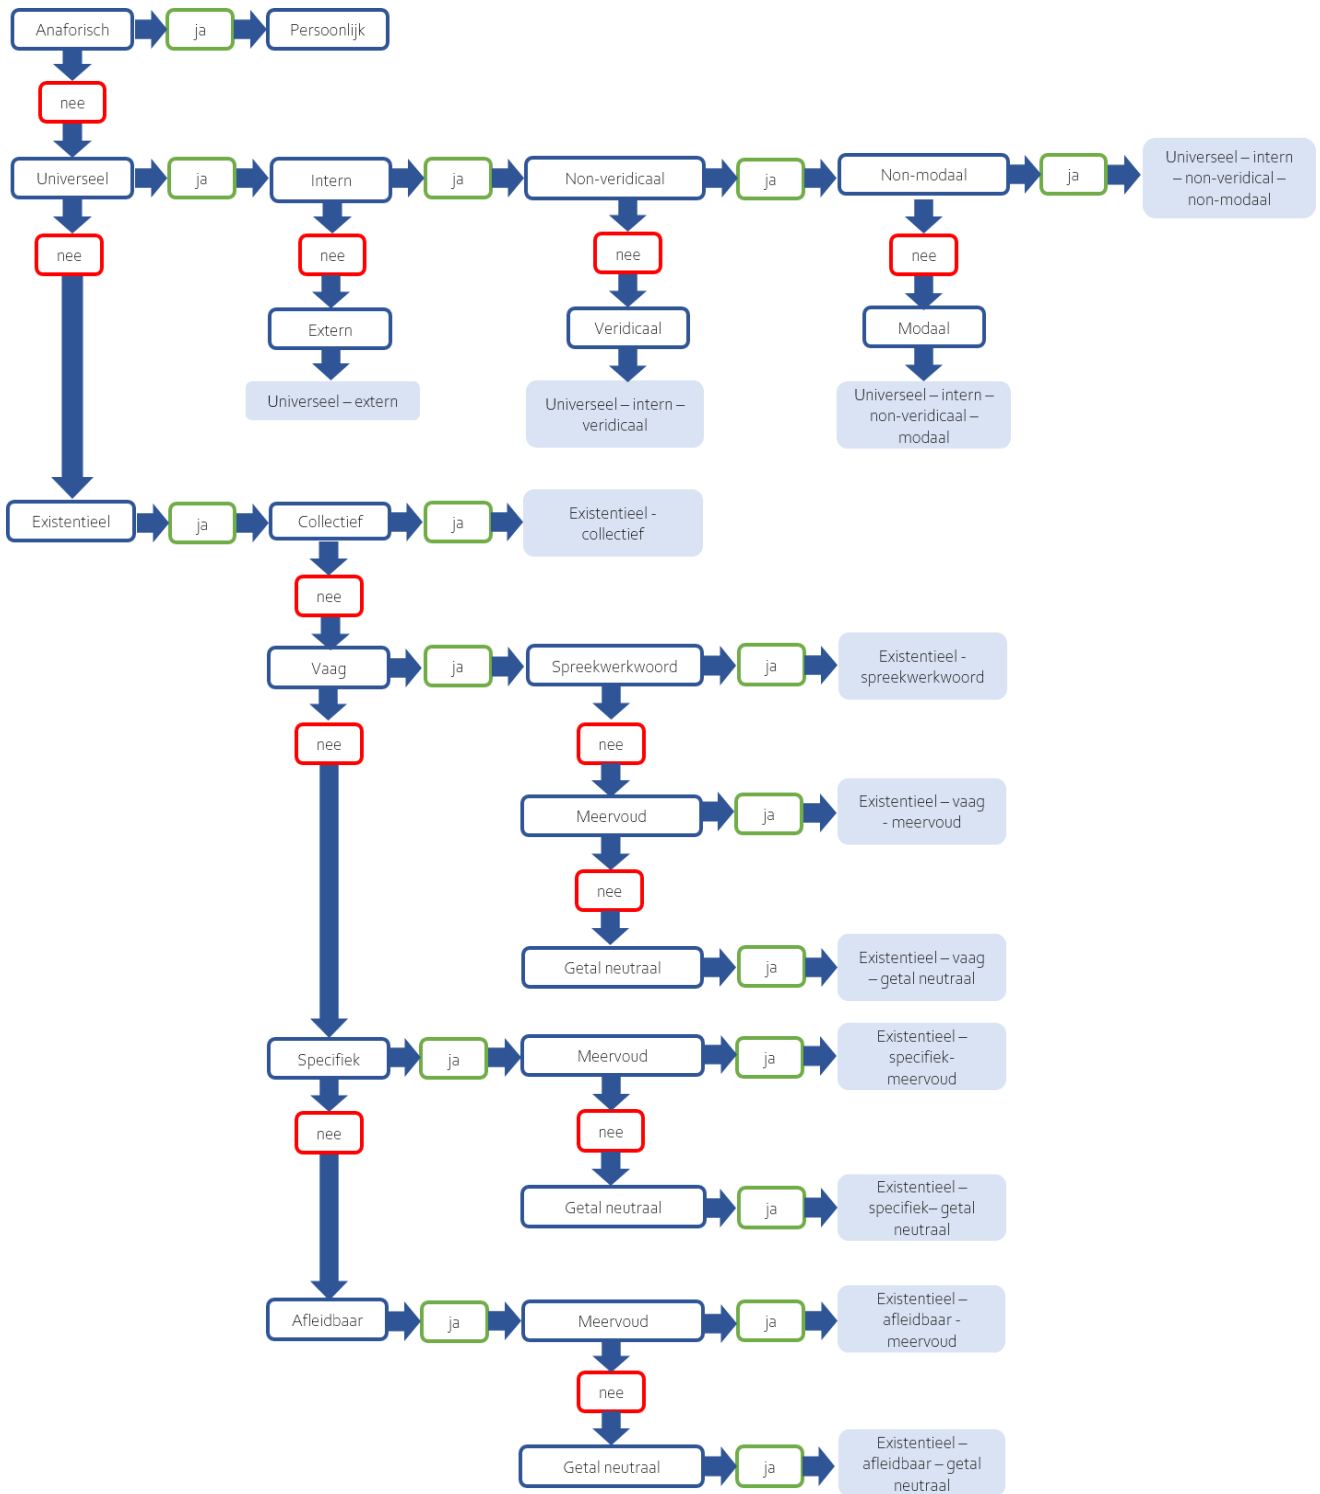 Anaforisch
ja
Persoonlijk
nee
Universeel
ja
Intern
ja
Non-veridicaal
ja
Non-modaal
ja
Universeel – intern
– non-veridical –
non-modaal
nee
nee
nee
nee
Extern
Veridicaal
Modaal
Universeel – extern
Universeel – intern –
veridicaal
Universeel – intern –
non-veridicaal –
modaal
Existentieel
ja
Collectief
ja
Existentieel -
collectief
nee
Vaag
ja
Spreekwerkwoord
ja
Existentieel -
spreekwerkwoord
nee
nee
Meervoud
ja
Existentieel – vaag
- meervoud
nee
Getal neutraal
ja
Existentieel – vaag
– getal neutraal
Specifiek
ja
Meervoud
ja
Existentieel –
specifiek-
meervoud
nee
nee
Getal neutraal
ja
Existentieel –
specifiek– getal
neutraal
Afleidbaar
ja
Meervoud
ja
Existentieel –
afleidbaar -
meervoud
nee
Getal neutraal
ja
Existentieel –
afleidbaar – getal
neutraal